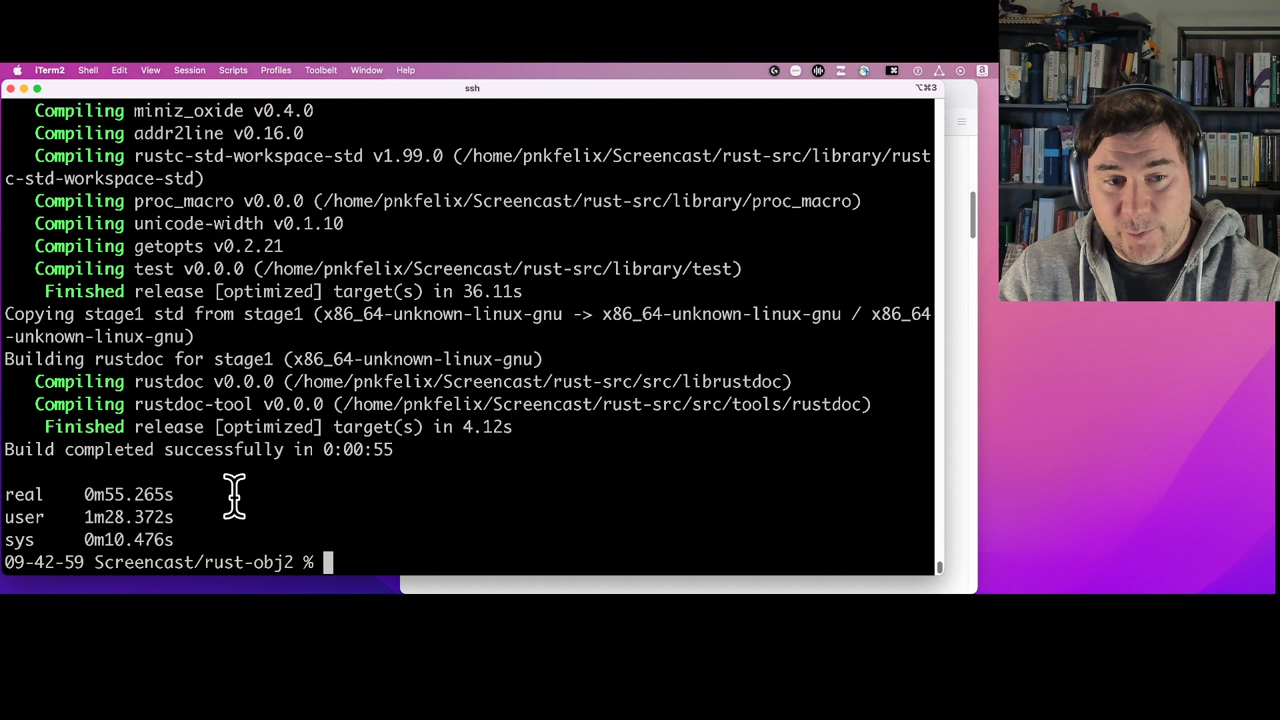 iTerm2 Shell Edit View Session Scripts Profiles Toolbelt Window Help
ssh
⌥⌘3
Compiling miniz_oxide v0.4.0
Compiling addr2line v0.16.0
Compiling rustc-std-workspace-std v1.99.0 (/home/pnkfelix/Screencast/rust-src/library/rust
c-std-workspace-std)
Compiling proc_macro v0.0.0 (/home/pnkfelix/Screencast/rust-src/library/proc_macro)
Compiling unicode-width v0.1.10
Compiling getopts v0.2.21
Compiling test v0.0.0 (/home/pnkfelix/Screencast/rust-src/library/test)
Finished release [optimized] target(s) in 36.11s
Copying stage1 std from stage1 (x86_64-unknown-linux-gnu -> x86_64-unknown-linux-gnu / x86_64
-unknown-linux-gnu)
Building rustdoc for stage1 (x86_64-unknown-linux-gnu)
Compiling rustdoc v0.0.0 (/home/pnkfelix/Screencast/rust-src/src/librustdoc)
Compiling rustdoc-tool v0.0.0 (/home/pnkfelix/Screencast/rust-src/src/tools/rustdoc)
Finished release [optimized] target(s) in 4.12s
Build completed successfully in 0:00:55
real 0m55.265s
user 1m28.372s
sys 0m10.476s
09-42-59 Screencast/rust-obj2 %